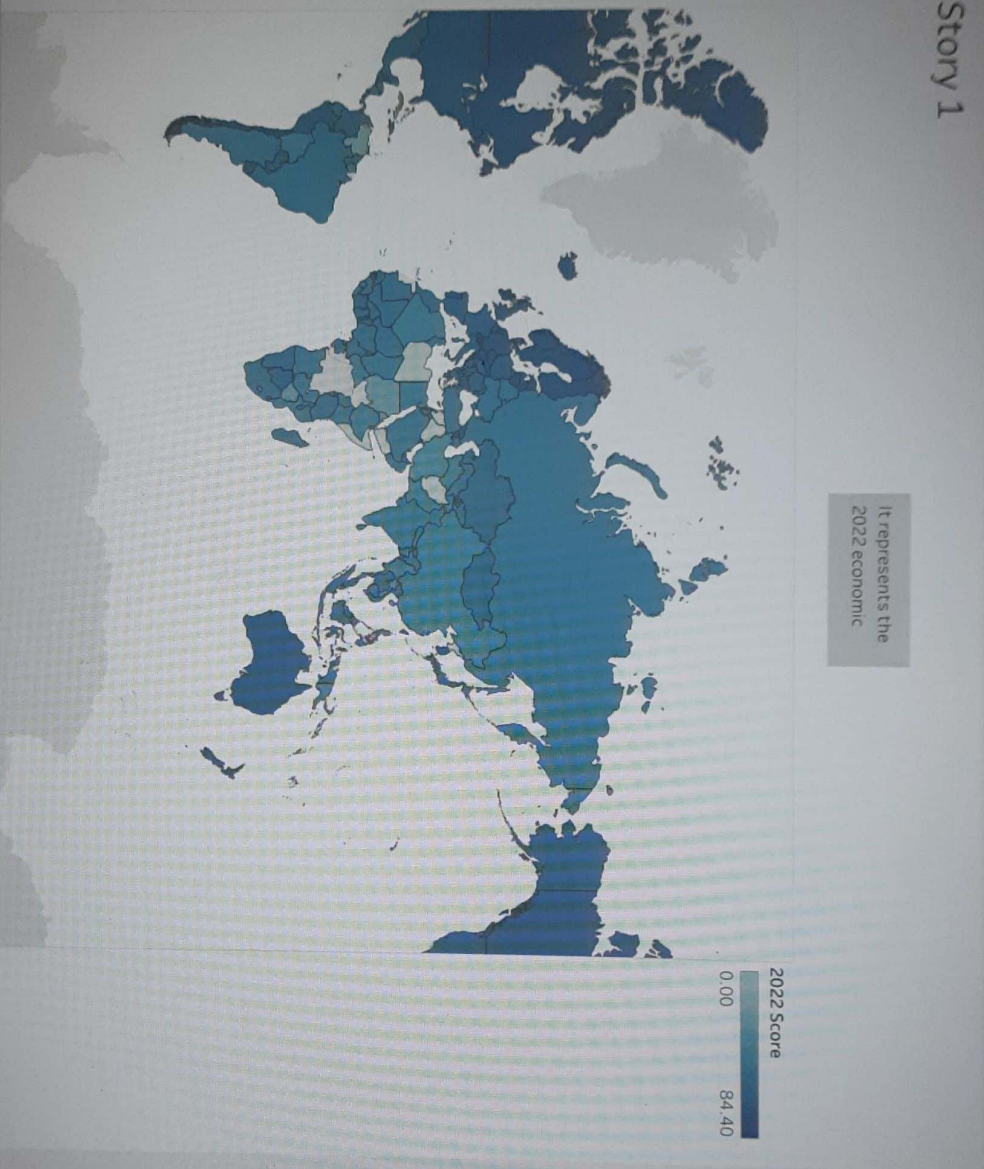 Story 1
It represents the
2022 economic
2022 Score
0.00
84.40